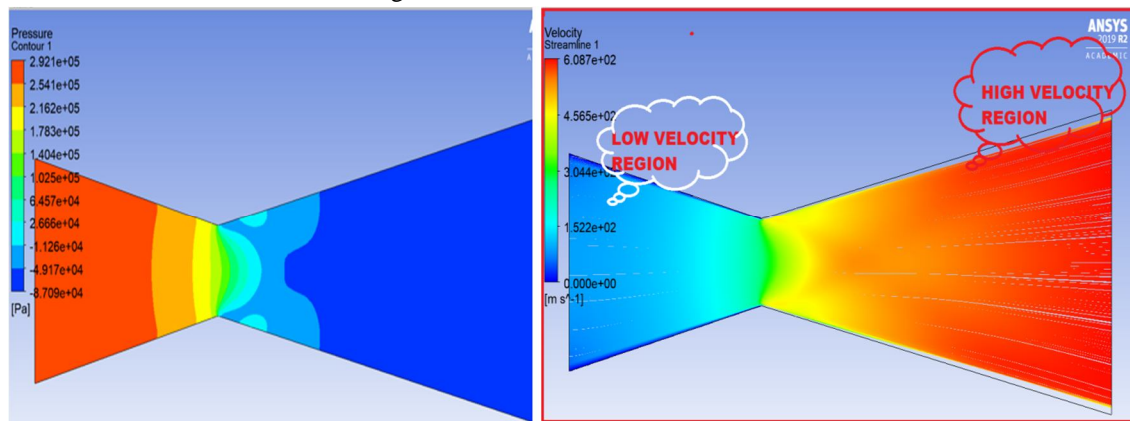 Pressure
Contour 1
2.921e+05
2.541e+05
2.162e+05
1.783e+05
1.404e+05
1.025e+05
6.457e+04
2.666e+04
-1.126e+04
-4.917e+04
-8.709e+04
[Pa]
Velocity
Streamline 1
6.087e+02
4.565e+02
3.044e+02
1.522e+02
0.000e+00
[m s^-1]
LOW VELOCITY
REGION
HIGH VELOCITY
REGION
ANSYS
2019 R2
ACADEMIC